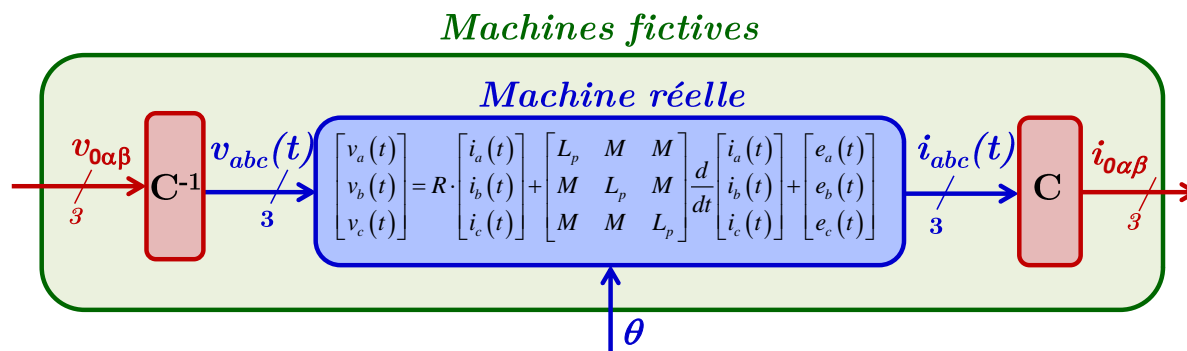 Machines fictives
Machine réelle
v0αβ
3
C-1
vabc(t)
3
[va(t)] = R·[ia(t)] + [Lp M M] d/dt [ia(t)] + [ea(t)]
[vb(t)] [ib(t)] [M Lp M] [ib(t)] [eb(t)]
[vc(t)] [ic(t)] [M M Lp] [ic(t)] [ec(t)]
iabc(t)
3
C
i0αβ
3
θ